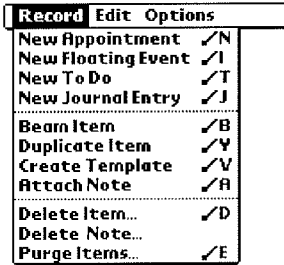 Record Edit Options
New Appointment ⁄N
New Floating Event ⁄I
New To Do ⁄T
New Journal Entry ⁄J
Beam Item ⁄B
Duplicate Item ⁄Y
Create Template ⁄V
Attach Note ⁄A
Delete Item... ⁄D
Delete Note...
Purge Items... ⁄E